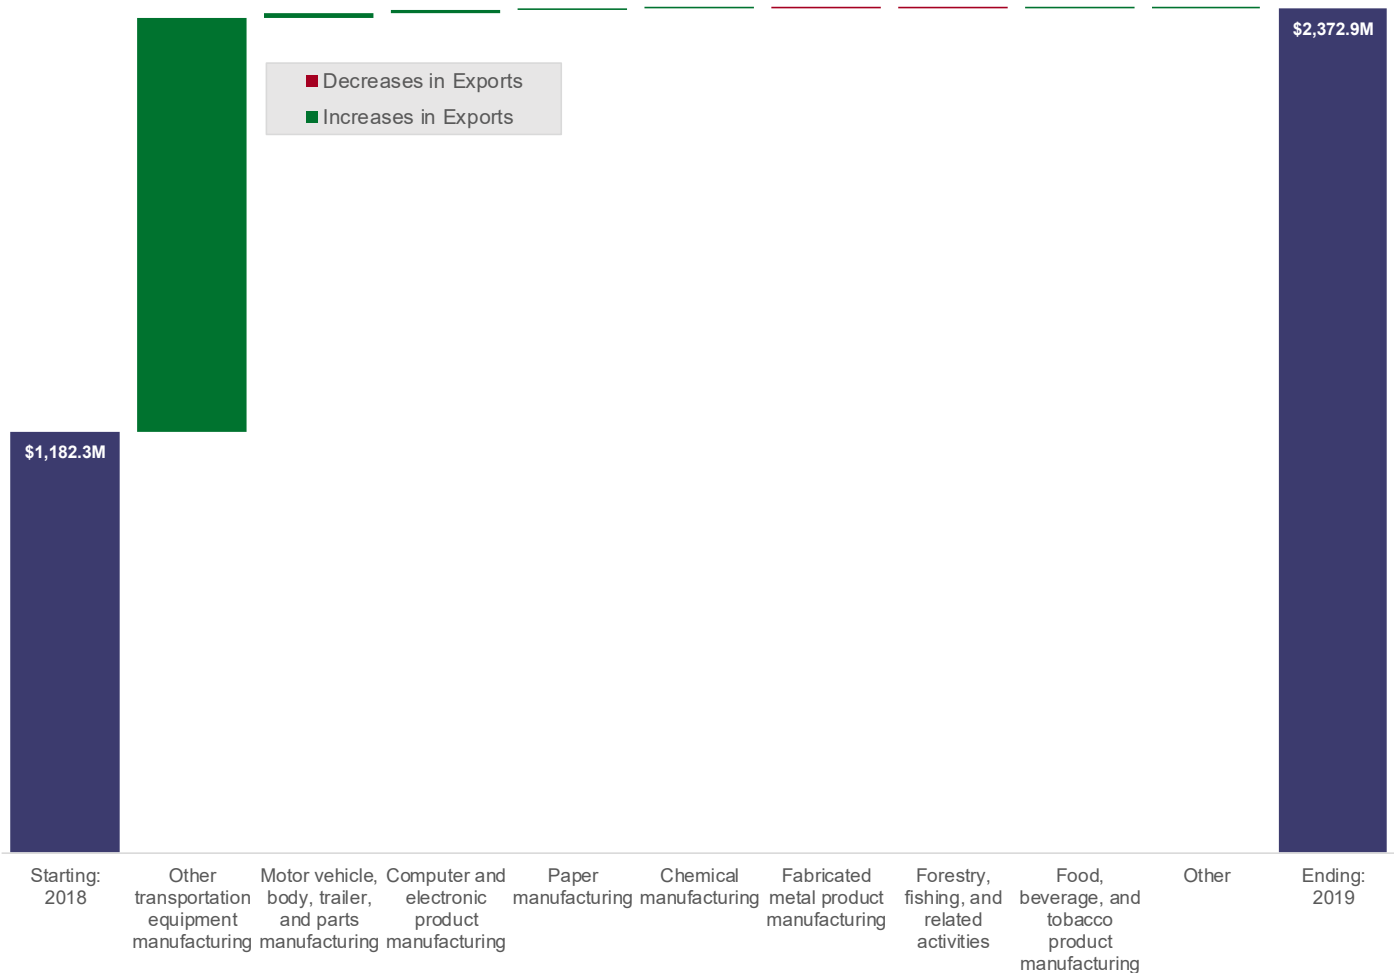 $2,372.9M
Decreases in Exports
Increases in Exports
$1,182.3M
Starting:
2018
Other
transportation
equipment
manufacturing
Motor vehicle,
body, trailer,
and parts
manufacturing
Computer and
electronic
product
manufacturing
Paper
manufacturing
Chemical
manufacturing
Fabricated
metal product
manufacturing
Forestry,
fishing, and
related
activities
Food,
beverage, and
tobacco
product
manufacturing
Other
Ending:
2019